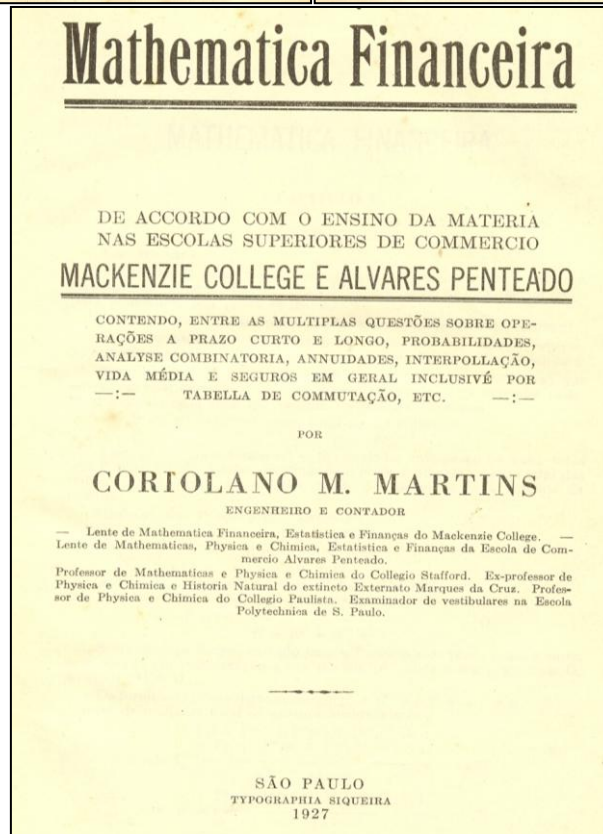 Mathematica Financeira
DE ACCORDO COM O ENSINO DA MATERIA
NAS ESCOLAS SUPERIORES DE COMMERCIO
MACKENZIE COLLEGE E ALVARES PENTEADO
CONTENDO, ENTRE AS MULTIPLAS QUESTÕES SOBRE OPE-
RAÇÕES A PRAZO CURTO E LONGO, PROBABILIDADES,
ANALYSE COMBINATORIA, ANNUIDADES, INTERPOLLAÇÃO,
VIDA MÉDIA E SEGUROS EM GERAL INCLUSIVÉ POR
—:— TABELLA DE COMMUTAÇÃO, ETC. —:—
POR
CORIOLANO M. MARTINS
ENGENHEIRO E CONTADOR
— Lente de Mathematica Financeira, Estatistica e Finanças do Mackenzie College. —
Lente de Mathematicas, Physica e Chimica, Estatistica e Finanças da Escola de Com-
mercio Alvares Penteado.
Professor de Mathematicas e Physica e Chimica do Collegio Stafford. Ex-professor de
Physica e Chimica e Historia Natural do extincto Externato Marques da Cruz. Profes-
sor de Physica e Chimica do Collegio Paulista. Examinador de vestibulares na Escola
Polytechnica de S. Paulo.
SÃO PAULO
TYPOGRAPHIA SIQUEIRA
1927